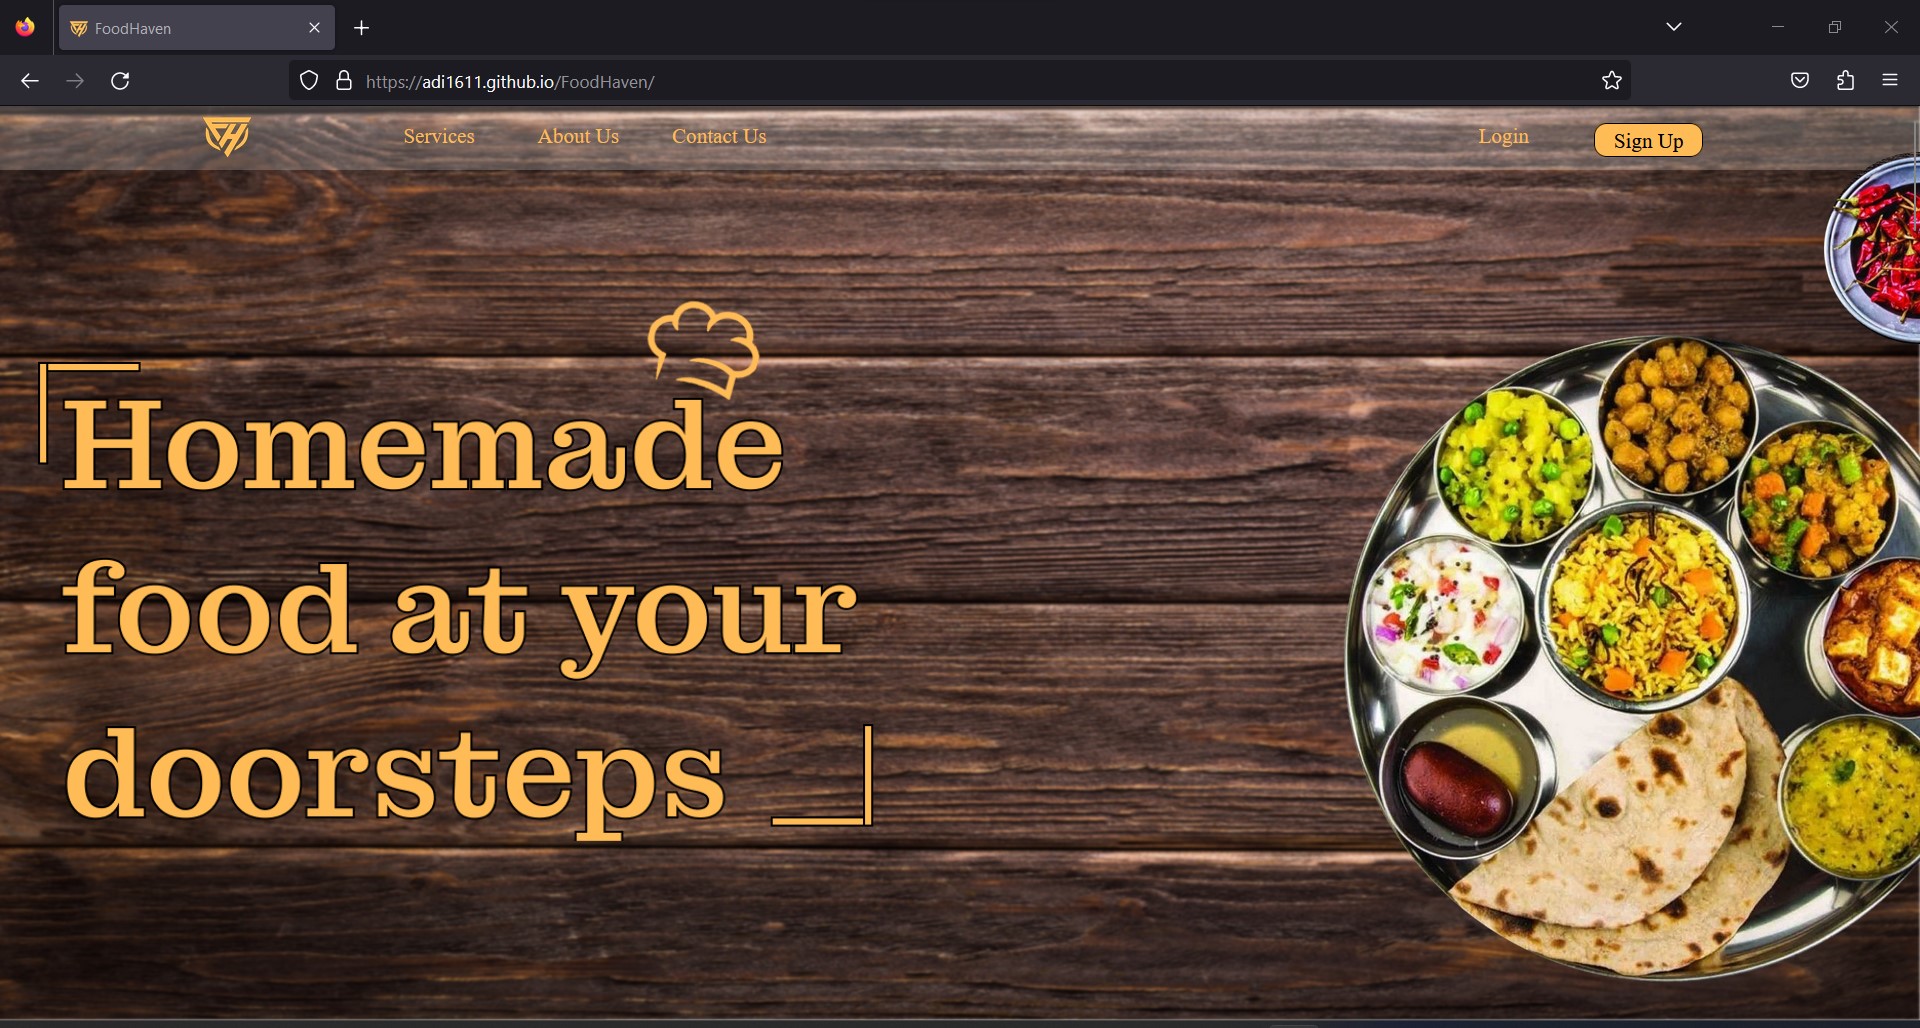 FoodHaven
https://adi1611.github.io/FoodHaven/
Services About Us Contact Us Login Sign Up
Homemade
food at your
doorsteps